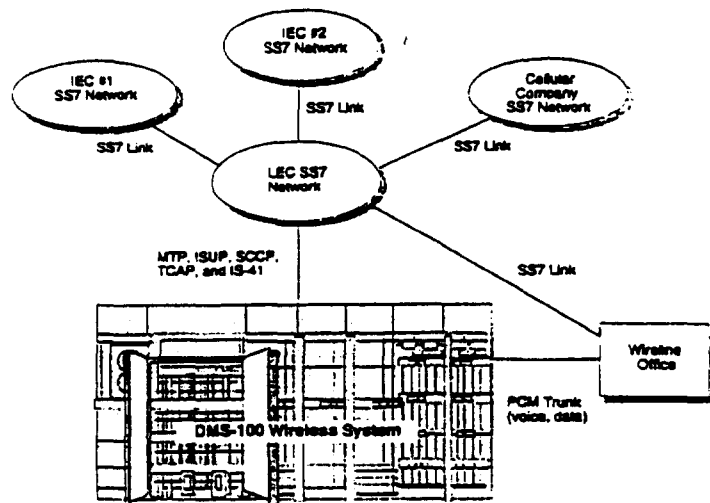 IEC #2
SS7 Network
IEC #1
SS7 Network
Cellular
Company
SS7 Network
SS7 Link
SS7 Link
SS7 Link
LEC SS7
Network
MTP, ISUP, SCCP,
TCAP, and IS-41
SS7 Link
Wireline
Office
PCM Trunk
(voice, data)
DMS-100 Wireless System